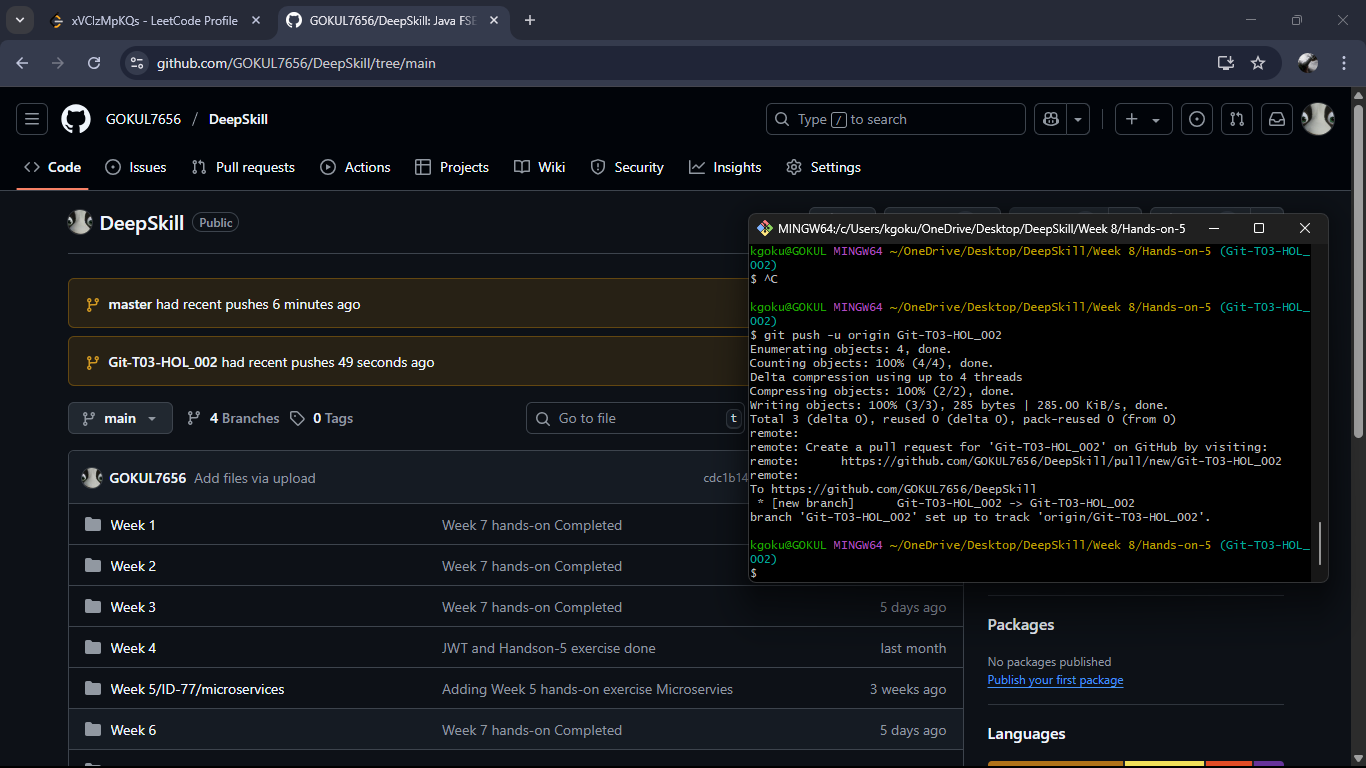 xVClzMpKQs - LeetCode Profile
GOKUL7656/DeepSkill: Java FSE
github.com/GOKUL7656/DeepSkill/tree/main
GOKUL7656 / DeepSkill
Type / to search
Code
Issues
Pull requests
Actions
Projects
Wiki
Security
Insights
Settings
DeepSkill Public
master had recent pushes 6 minutes ago
Git-T03-HOL_002 had recent pushes 49 seconds ago
main
4 Branches
0 Tags
Go to file t
GOKUL7656 Add files via upload cdc1b14
Week 1 Week 7 hands-on Completed
Week 2 Week 7 hands-on Completed
Week 3 Week 7 hands-on Completed 5 days ago
Week 4 JWT and Handson-5 exercise done last month
Week 5/ID-77/microservices Adding Week 5 hands-on exercise Microservies 3 weeks ago
Week 6 Week 7 hands-on Completed 5 days ago
MINGW64:/c/Users/kgoku/OneDrive/Desktop/DeepSkill/Week 8/Hands-on-5
kgoku@GOKUL MINGW64 ~/OneDrive/Desktop/DeepSkill/Week 8/Hands-on-5 (Git-T03-HOL_
002)
$ ^C
kgoku@GOKUL MINGW64 ~/OneDrive/Desktop/DeepSkill/Week 8/Hands-on-5 (Git-T03-HOL_
002)
$ git push -u origin Git-T03-HOL_002
Enumerating objects: 4, done.
Counting objects: 100% (4/4), done.
Delta compression using up to 4 threads
Compressing objects: 100% (2/2), done.
Writing objects: 100% (3/3), 285 bytes | 285.00 KiB/s, done.
Total 3 (delta 0), reused 0 (delta 0), pack-reused 0 (from 0)
remote:
remote: Create a pull request for 'Git-T03-HOL_002' on GitHub by visiting:
remote: https://github.com/GOKUL7656/DeepSkill/pull/new/Git-T03-HOL_002
remote:
To https://github.com/GOKUL7656/DeepSkill
* [new branch] Git-T03-HOL_002 -> Git-T03-HOL_002
branch 'Git-T03-HOL_002' set up to track 'origin/Git-T03-HOL_002'.
kgoku@GOKUL MINGW64 ~/OneDrive/Desktop/DeepSkill/Week 8/Hands-on-5 (Git-T03-HOL_
002)
$
Packages
No packages published
Publish your first package
Languages